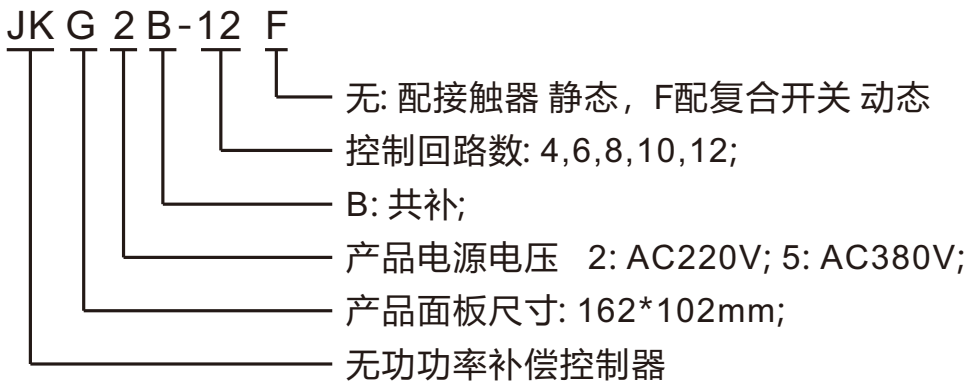 JK G 2 B-12 F
无: 配接触器 静态，F配复合开关 动态
控制回路数: 4,6,8,10,12;
B: 共补;
产品电源电压 2: AC220V; 5: AC380V;
产品面板尺寸: 162*102mm;
无功功率补偿控制器